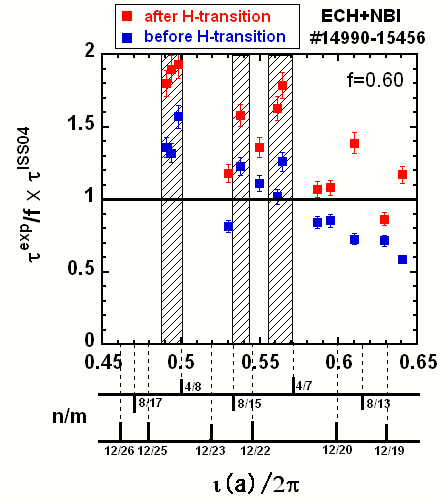 after H-transition
before H-transition
ECH+NBI
#14990-15456
f=0.60
τexp/f X τISS04
2
1.5
1
0.5
0
0.45 0.5 0.55 0.6 0.65
n/m
4/8 4/7
8/17 8/15 8/13
12/26 12/25 12/23 12/22 12/20 12/19
ι(a)/2π